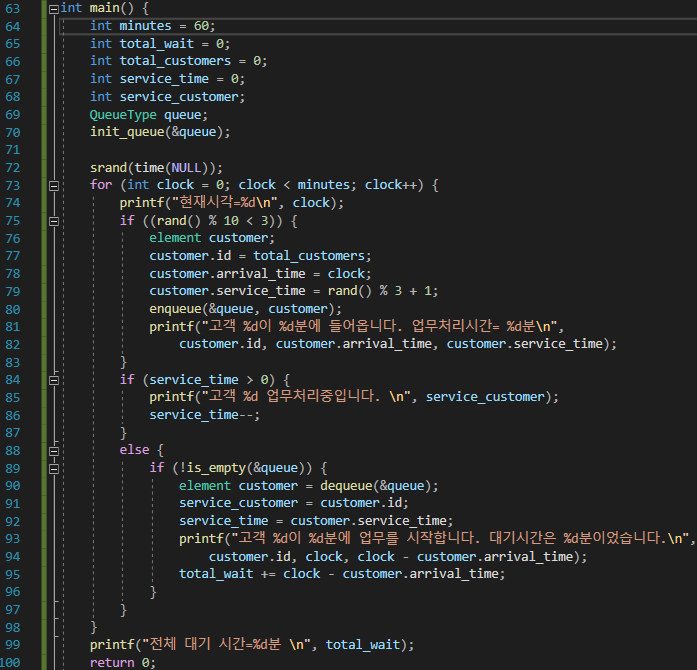 63 int main() {
64 int minutes = 60;
65 int total_wait = 0;
66 int total_customers = 0;
67 int service_time = 0;
68 int service_customer;
69 QueueType queue;
70 init_queue(&queue);
71
72 srand(time(NULL));
73 for (int clock = 0; clock < minutes; clock++) {
74 printf("현재시각=%d\n", clock);
75 if ((rand() % 10 < 3)) {
76 element customer;
77 customer.id = total_customers;
78 customer.arrival_time = clock;
79 customer.service_time = rand() % 3 + 1;
80 enqueue(&queue, customer);
81 printf("고객 %d이 %d분에 들어옵니다. 업무처리시간= %d분\n",
82 customer.id, customer.arrival_time, customer.service_time);
83 }
84 if (service_time > 0) {
85 printf("고객 %d 업무처리중입니다. \n", service_customer);
86 service_time--;
87 }
88 else {
89 if (!is_empty(&queue)) {
90 element customer = dequeue(&queue);
91 service_customer = customer.id;
92 service_time = customer.service_time;
93 printf("고객 %d이 %d분에 업무를 시작합니다. 대기시간은 %d분이었습니다.\n",
94 customer.id, clock, clock - customer.arrival_time);
95 total_wait += clock - customer.arrival_time;
96 }
97 }
98 }
99 printf("전체 대기 시간=%d분 \n", total_wait);
100 return 0;